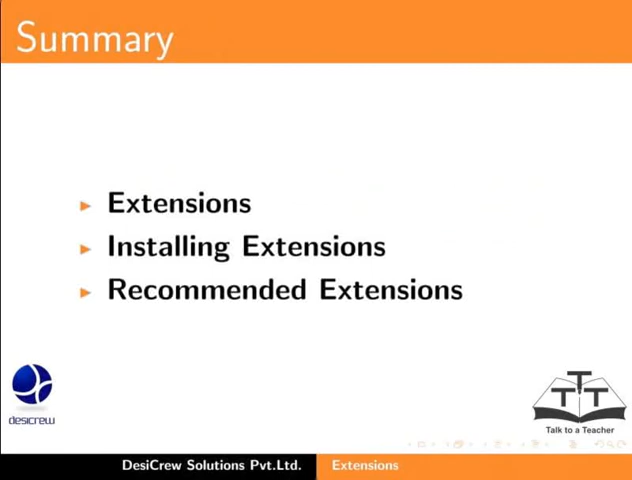 Summary
Extensions
Installing Extensions
Recommended Extensions
desicrew
T T T
Talk to a Teacher
DesiCrew Solutions Pvt.Ltd. Extensions